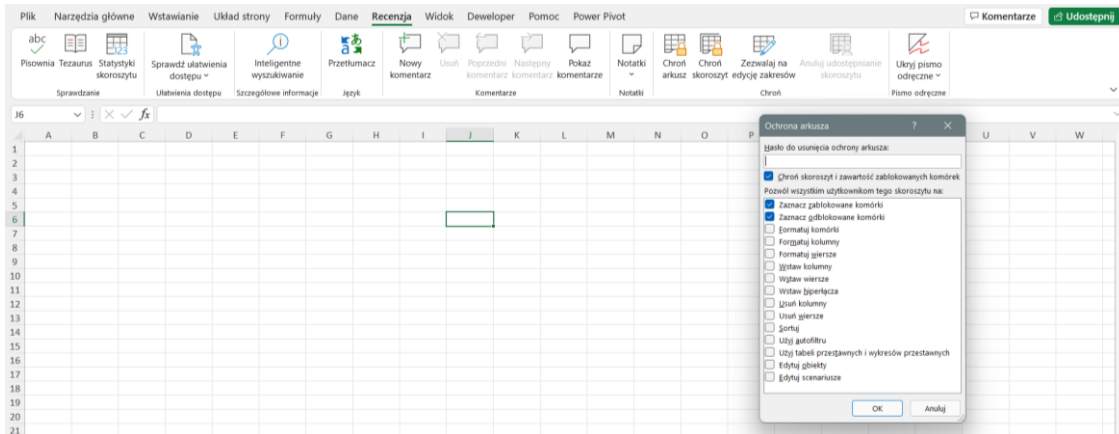 Plik Narzędzia główne Wstawianie Układ strony Formuły Dane Recenzja Widok Deweloper Pomoc Power Pivot Komentarze Udostępnij
abc
123
Pisownia Tezaurus Statystyki skoroszytu
Sprawdź ułatwienia dostępu
Inteligentne wyszukiwanie
Przetłumacz
Nowy komentarz
Usuń
Poprzedni komentarz
Następny komentarz
Pokaż komentarze
Notatki
Chroń arkusz
Chroń skoroszyt
Zezwalaj na edycję zakresów
Anuluj udostępnianie skoroszytu
Ukryj pismo odręczne
Sprawdzanie Ułatwienia dostępu Szczegółowe informacje Język Komentarze Notatki Chroń Pismo odręczne
J6 fx
A B C D E F G H I J K L M N O P U V W
1
2
3
4
5
6
7
8
9
10
11
12
13
14
15
16
17
18
19
20
21
Ochrona arkusza ? ×
Hasło do usunięcia ochrony arkusza:
Chroń skoroszyt i zawartość zablokowanych komórek
Pozwól wszystkim użytkownikom tego skoroszytu na:
Zaznacz zablokowane komórki
Zaznacz odblokowane komórki
Formatuj komórki
Formatuj kolumny
Formatuj wiersze
Wstaw kolumny
Wstaw wiersze
Wstaw hiperłącza
Usuń kolumny
Usuń wiersze
Sortuj
Użyj autofiltru
Użyj tabeli przestawnych i wykresów przestawnych
Edytuj obiekty
Edytuj scenariusze
OK Anuluj